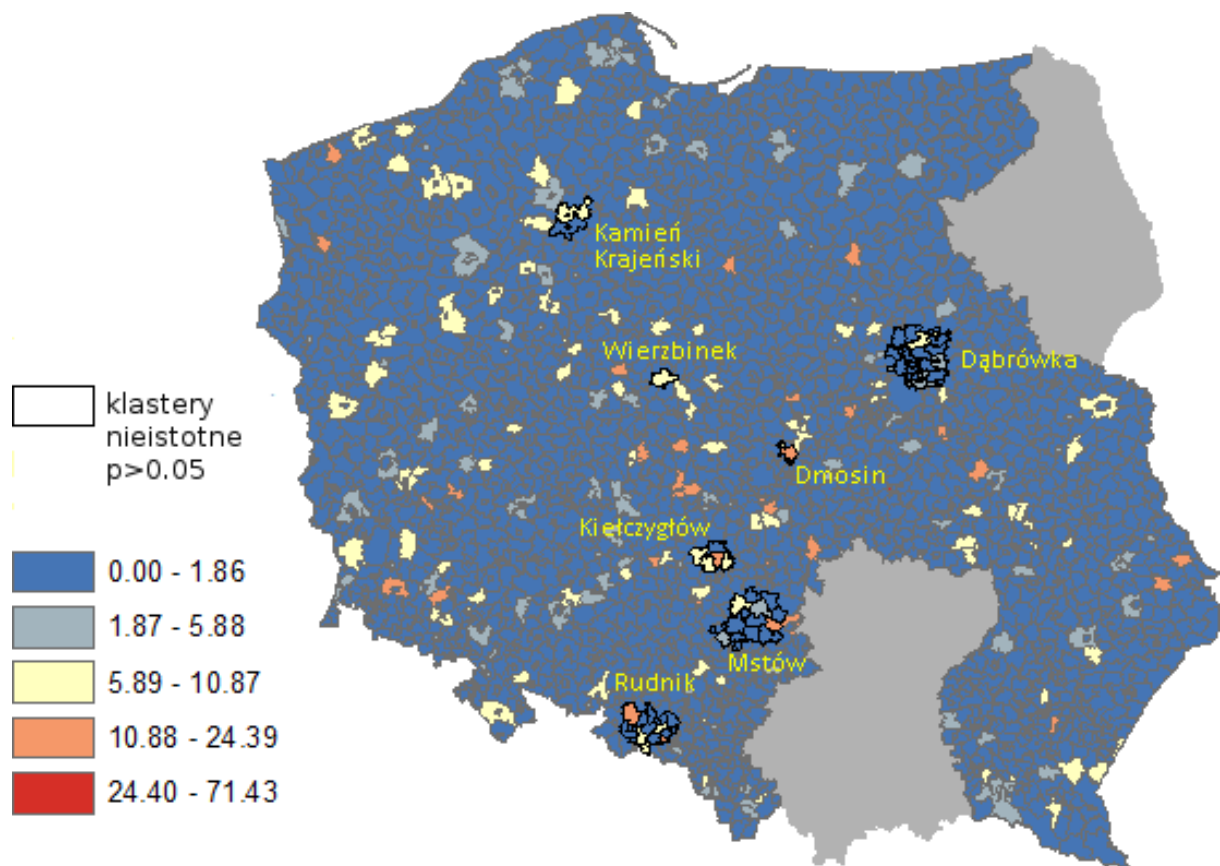 Kamień
Krajeński
Wierzbinek
Dąbrówka
Dmosin
Kiełczygłów
Mstów
Rudnik
klastery
nieistotne
p>0.05
0.00 - 1.86
1.87 - 5.88
5.89 - 10.87
10.88 - 24.39
24.40 - 71.43